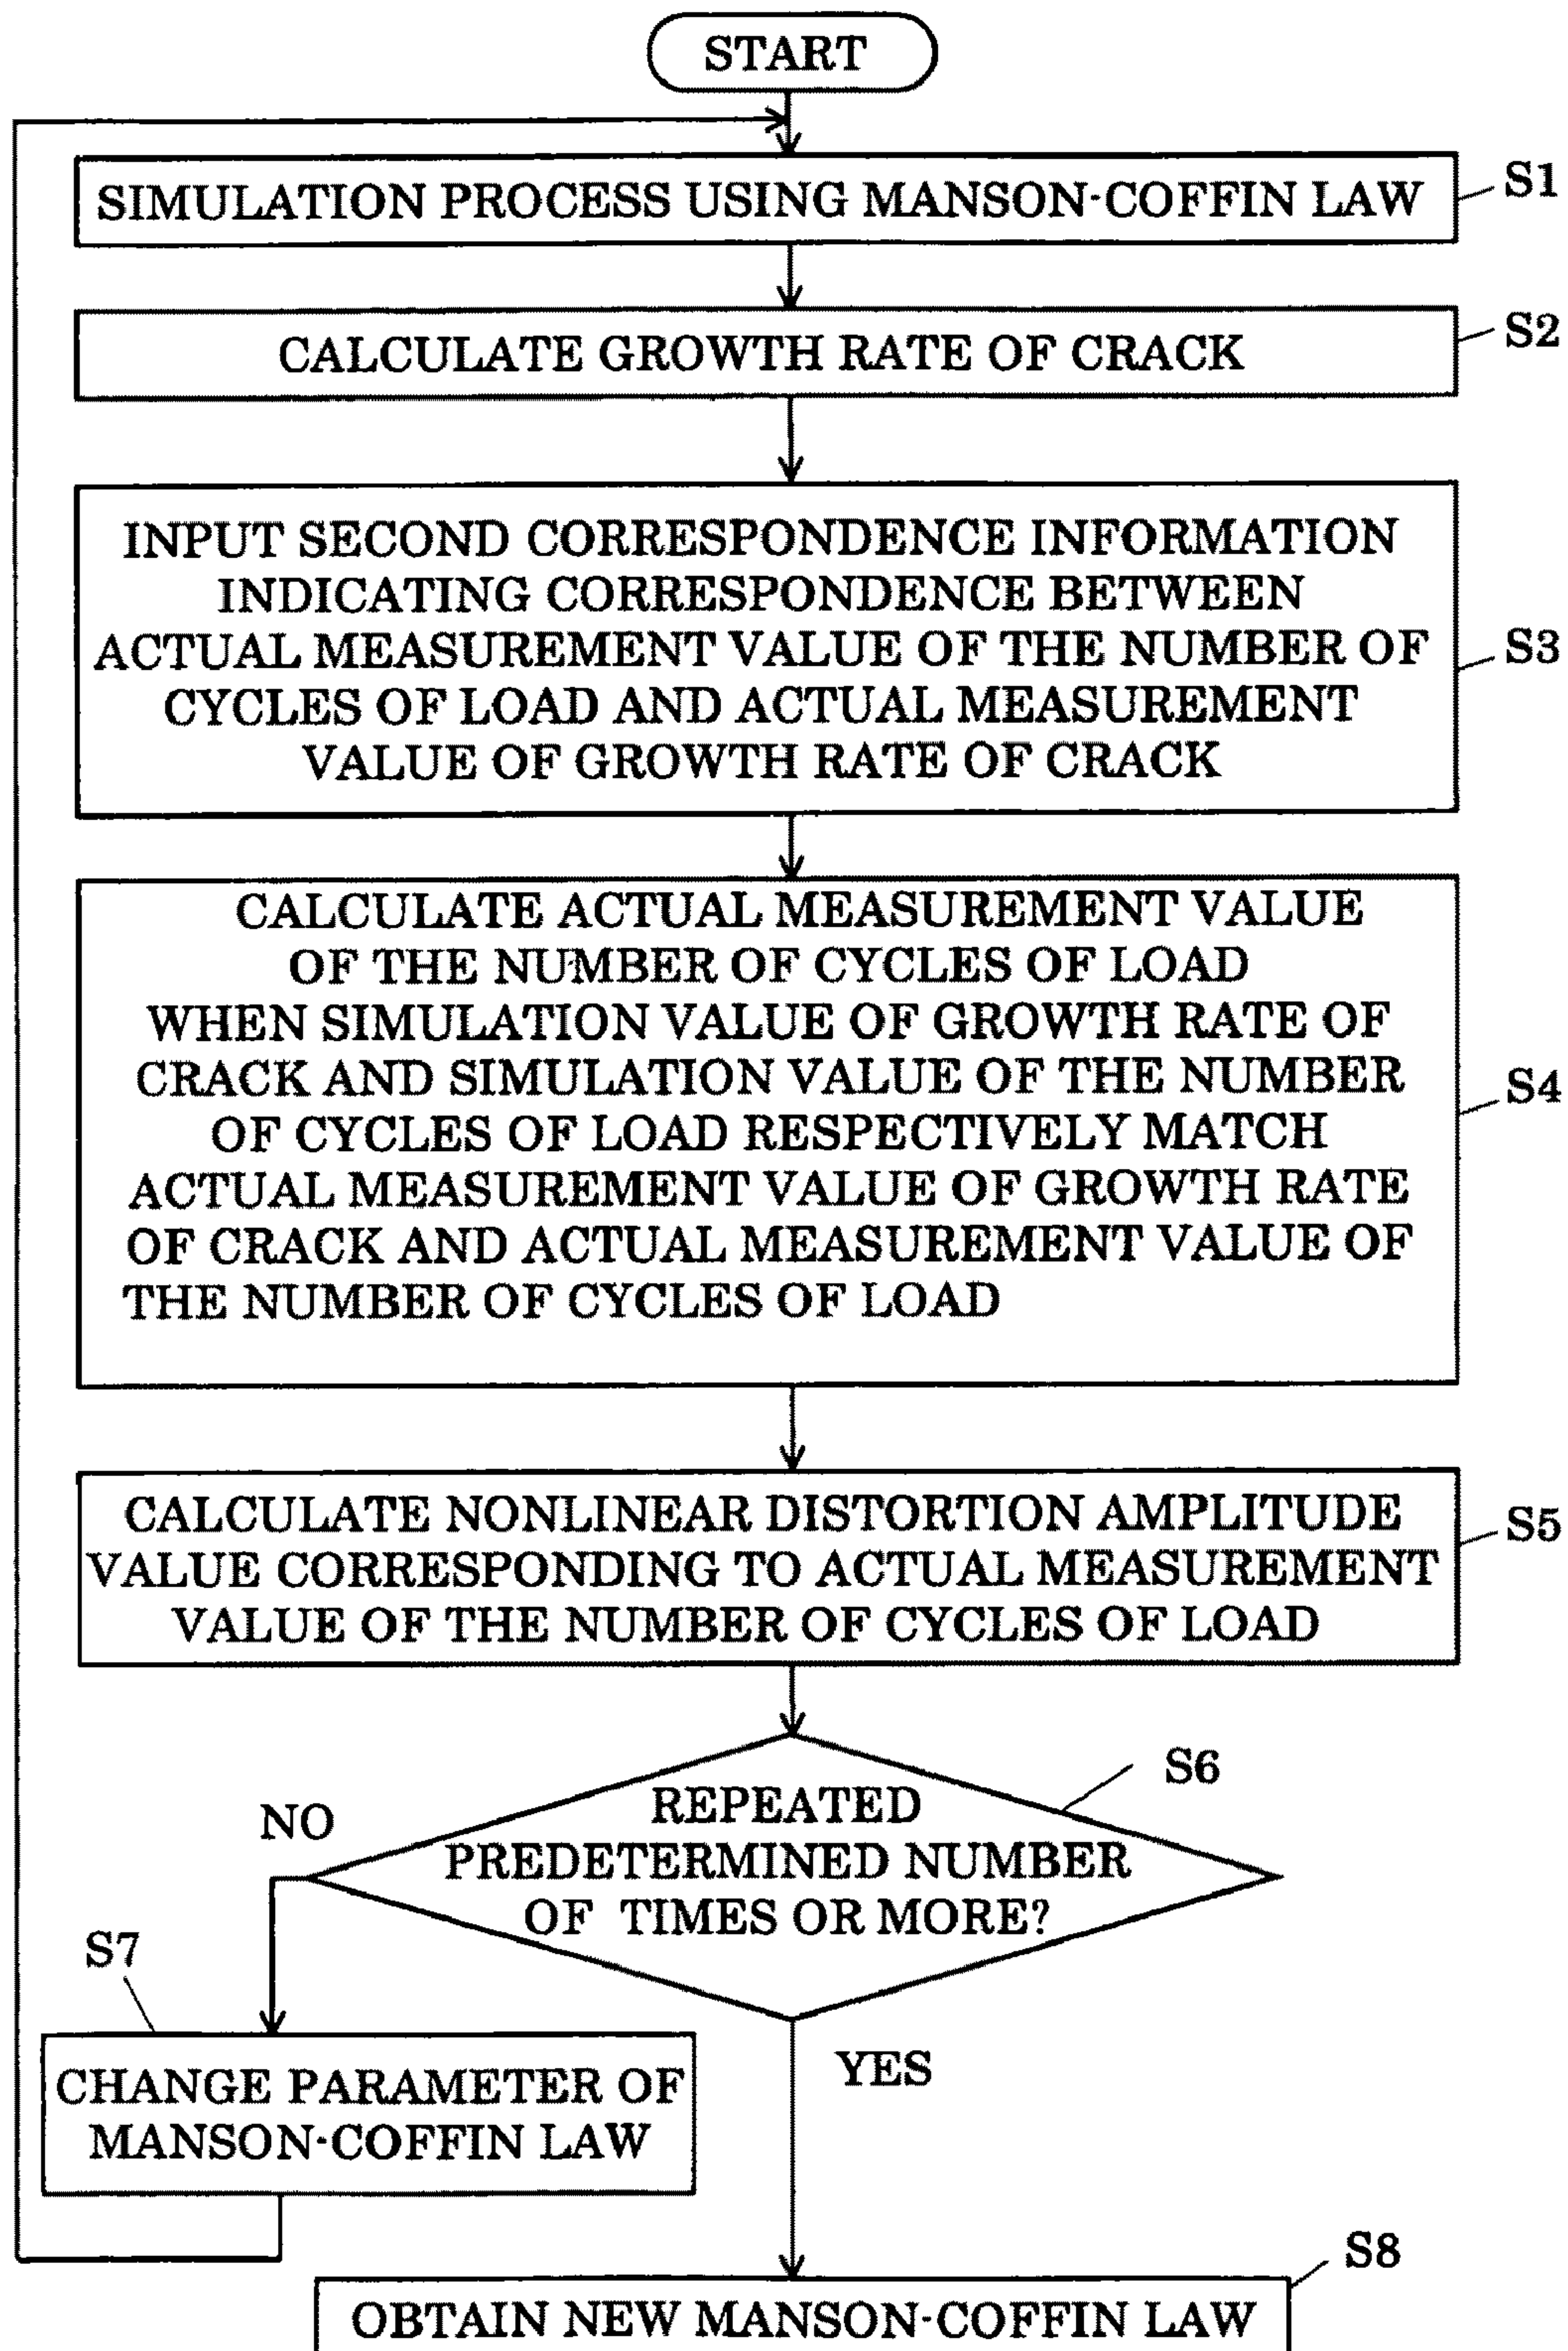 START
SIMULATION PROCESS USING MANSON-COFFIN LAW
S1
CALCULATE GROWTH RATE OF CRACK
S2
INPUT SECOND CORRESPONDENCE INFORMATION
INDICATING CORRESPONDENCE BETWEEN
ACTUAL MEASUREMENT VALUE OF THE NUMBER OF
CYCLES OF LOAD AND ACTUAL MEASUREMENT
VALUE OF GROWTH RATE OF CRACK
S3
CALCULATE ACTUAL MEASUREMENT VALUE
OF THE NUMBER OF CYCLES OF LOAD
WHEN SIMULATION VALUE OF GROWTH RATE OF
CRACK AND SIMULATION VALUE OF THE NUMBER
OF CYCLES OF LOAD RESPECTIVELY MATCH
ACTUAL MEASUREMENT VALUE OF GROWTH RATE
OF CRACK AND ACTUAL MEASUREMENT VALUE OF
THE NUMBER OF CYCLES OF LOAD
S4
CALCULATE NONLINEAR DISTORTION AMPLITUDE
VALUE CORRESPONDING TO ACTUAL MEASUREMENT
VALUE OF THE NUMBER OF CYCLES OF LOAD
S5
REPEATED
PREDETERMINED NUMBER
OF TIMES OR MORE?
S6
NO
S7
CHANGE PARAMETER OF
MANSON-COFFIN LAW
YES
S8
OBTAIN NEW MANSON-COFFIN LAW